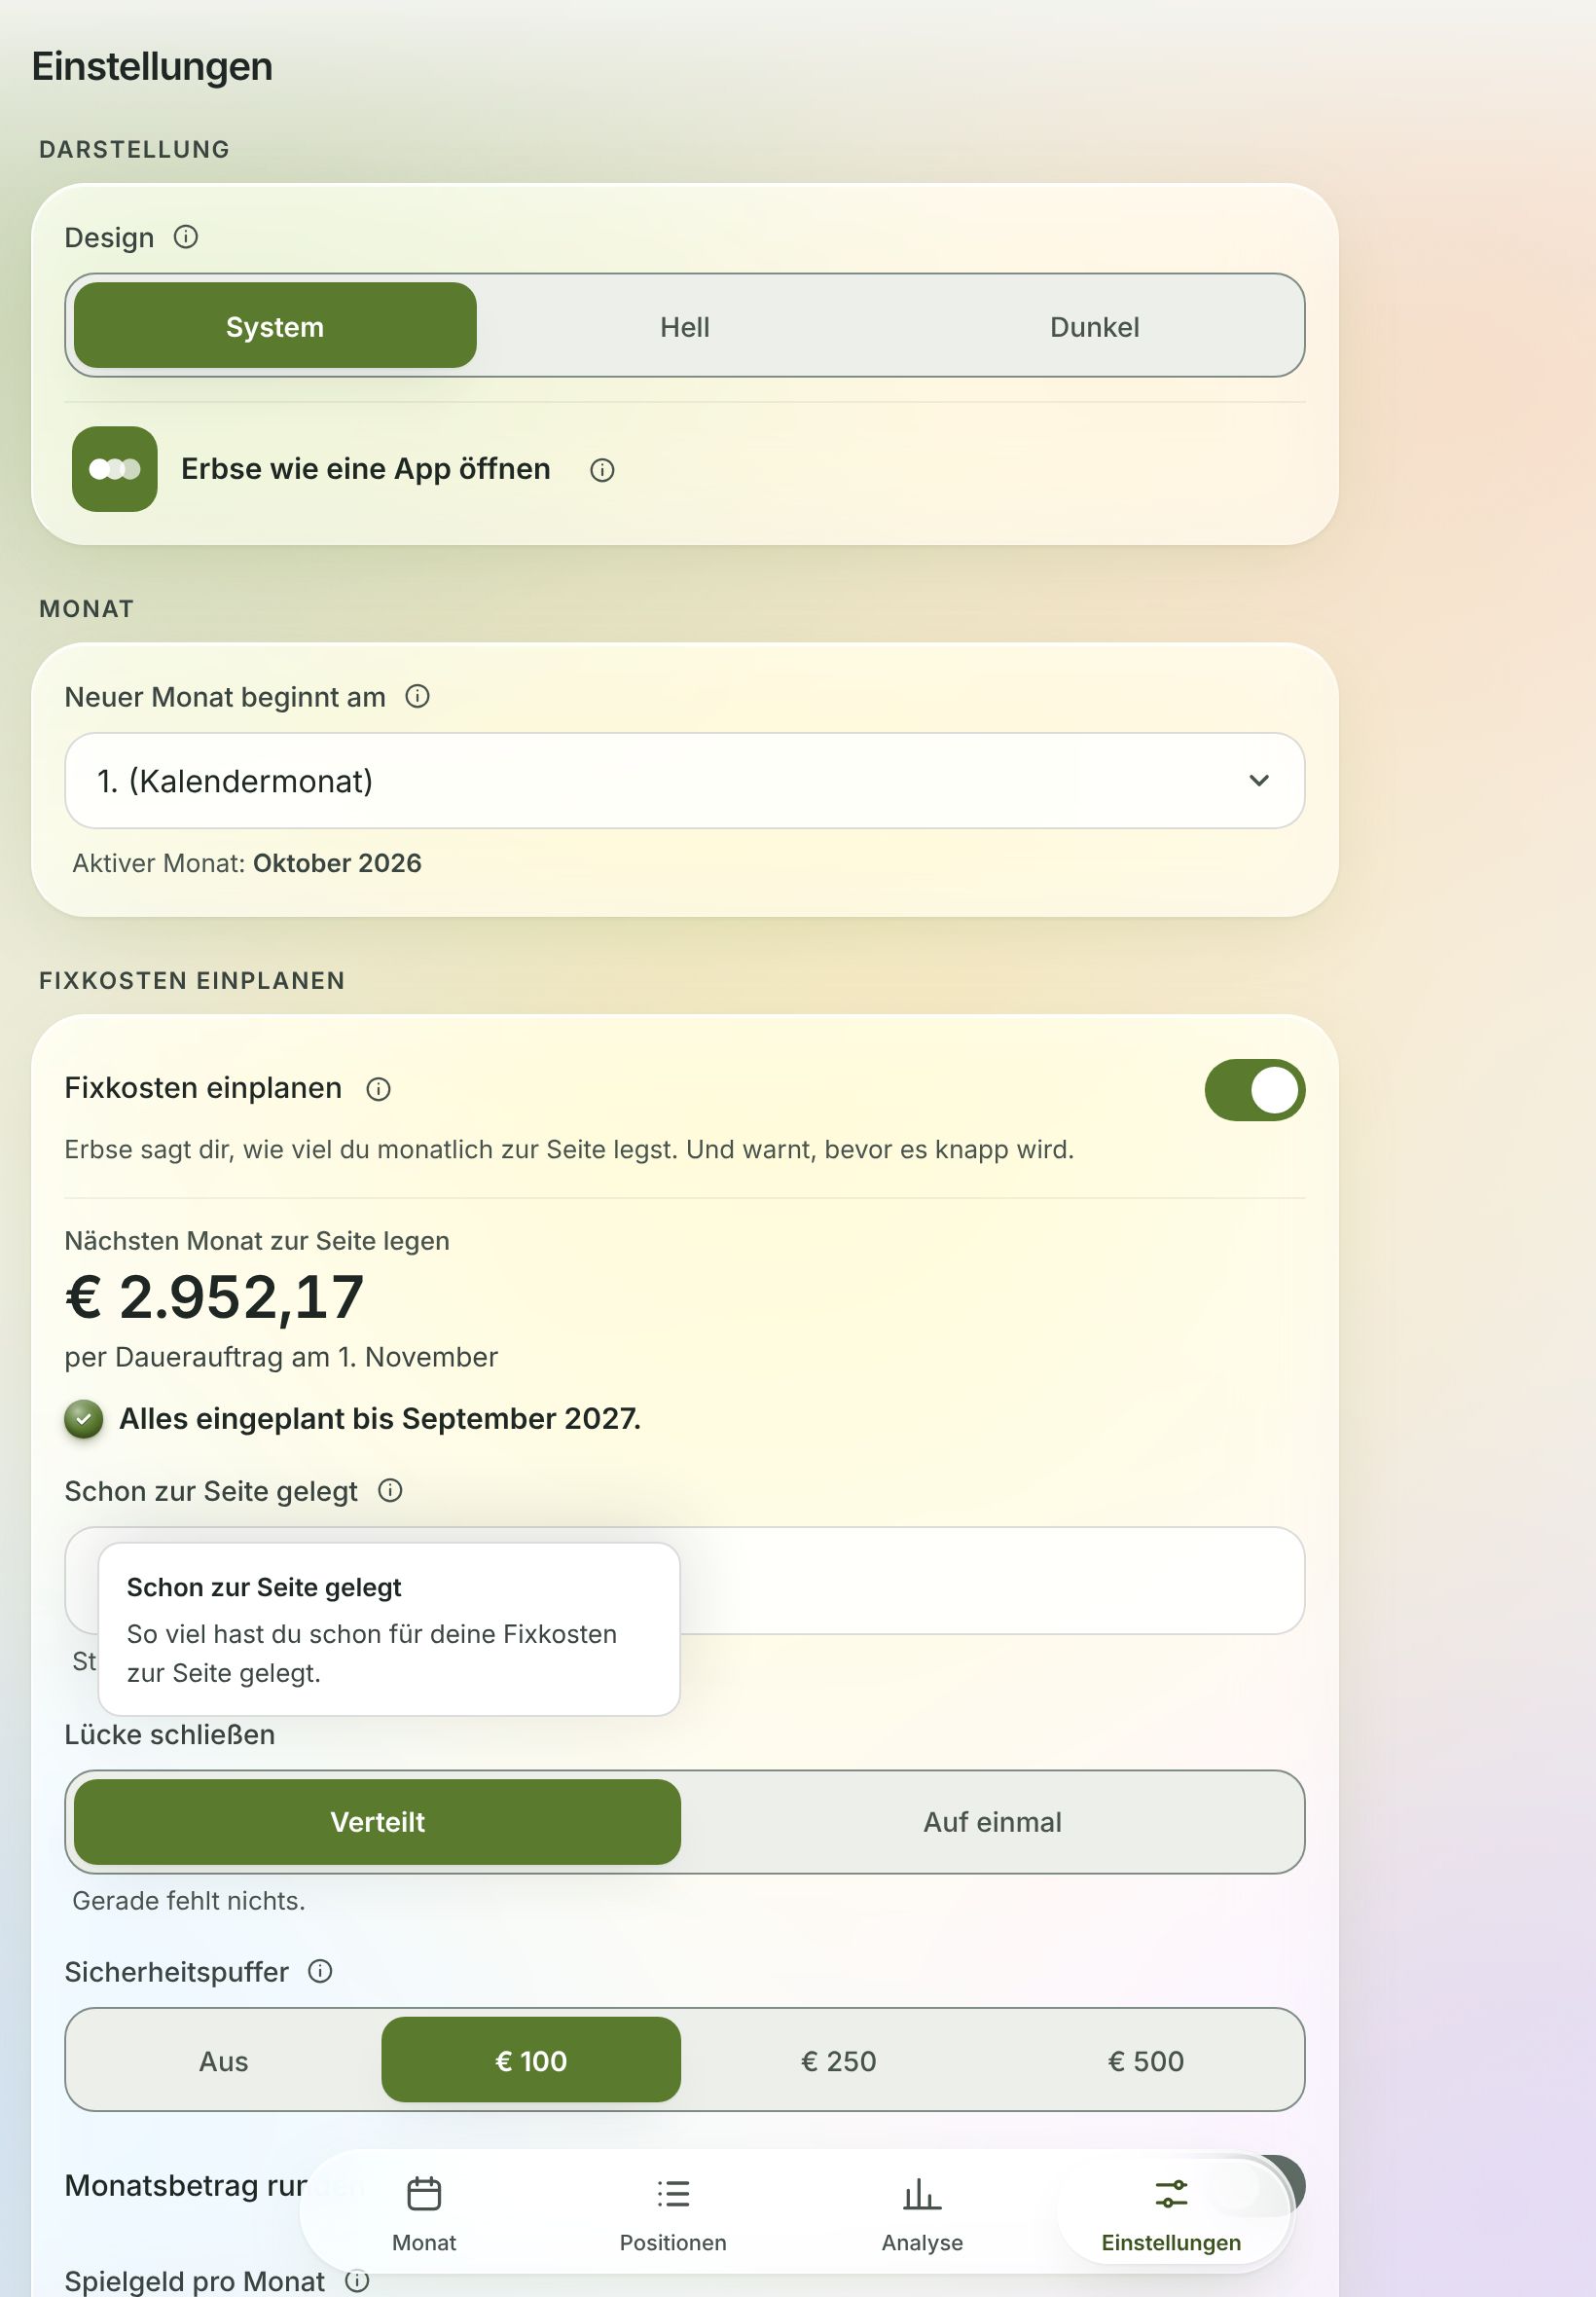 Einstellungen
DARSTELLUNG
Design
System
Hell
Dunkel
Erbse wie eine App öffnen
MONAT
Neuer Monat beginnt am
1. (Kalendermonat)
Aktiver Monat: Oktober 2026
FIXKOSTEN EINPLANEN
Fixkosten einplanen
Erbse sagt dir, wie viel du monatlich zur Seite legst. Und warnt, bevor es knapp wird.
Nächsten Monat zur Seite legen
€ 2.952,17
per Dauerauftrag am 1. November
Alles eingeplant bis September 2027.
Schon zur Seite gelegt
Schon zur Seite gelegt
So viel hast du schon für deine Fixkosten
zur Seite gelegt.
Lücke schließen
Verteilt
Auf einmal
Gerade fehlt nichts.
Sicherheitspuffer
Aus
€ 100
€ 250
€ 500
Monatsbetrag runden
Monat
Positionen
Analyse
Einstellungen
Spielgeld pro Monat